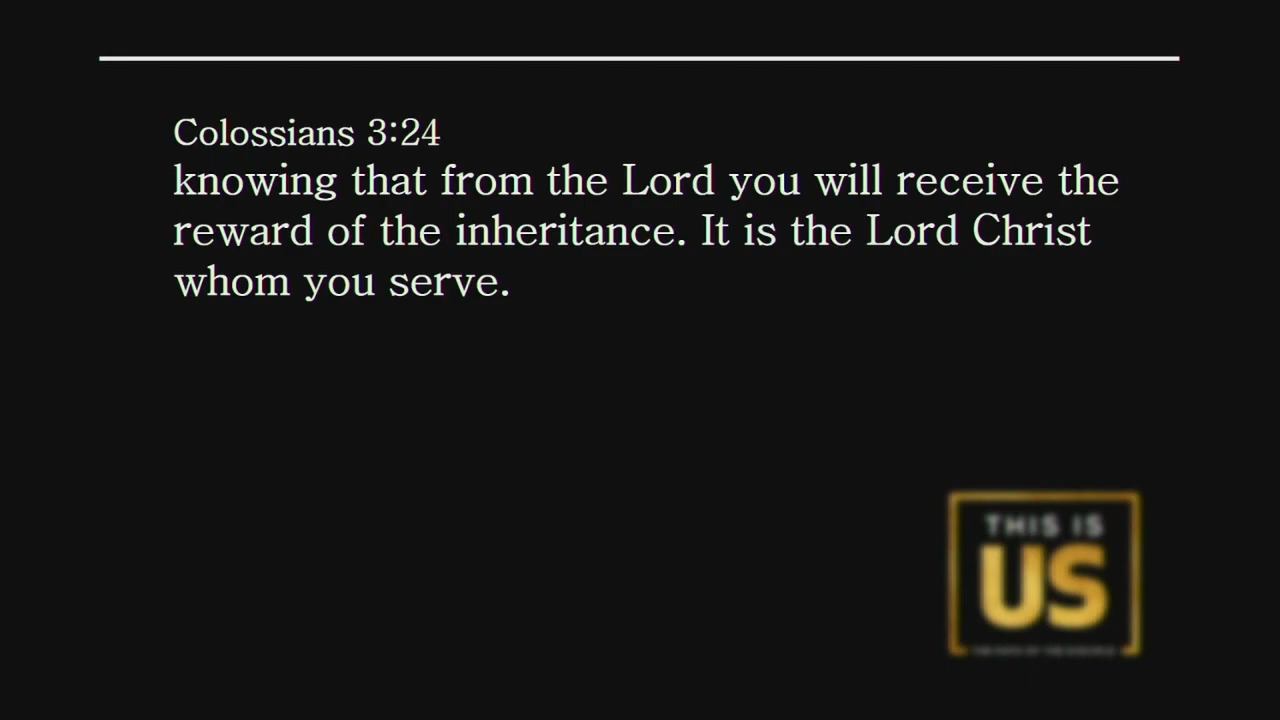 Colossians 3:24
knowing that from the Lord you will receive the
reward of the inheritance. It is the Lord Christ
whom you serve.
THIS IS
US